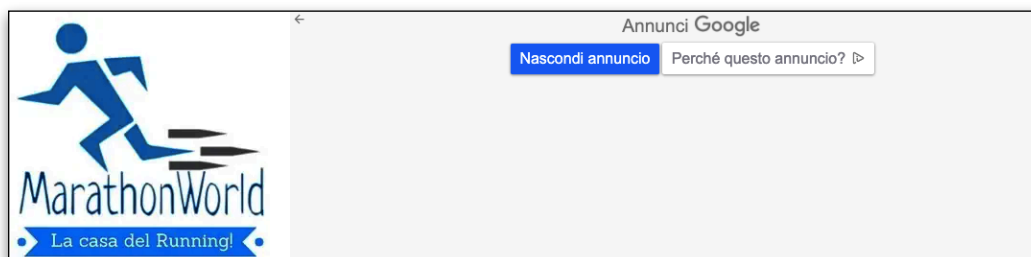 Annunci Google
Nascondi annuncio
Perché questo annuncio?
MarathonWorld
La casa del Running!